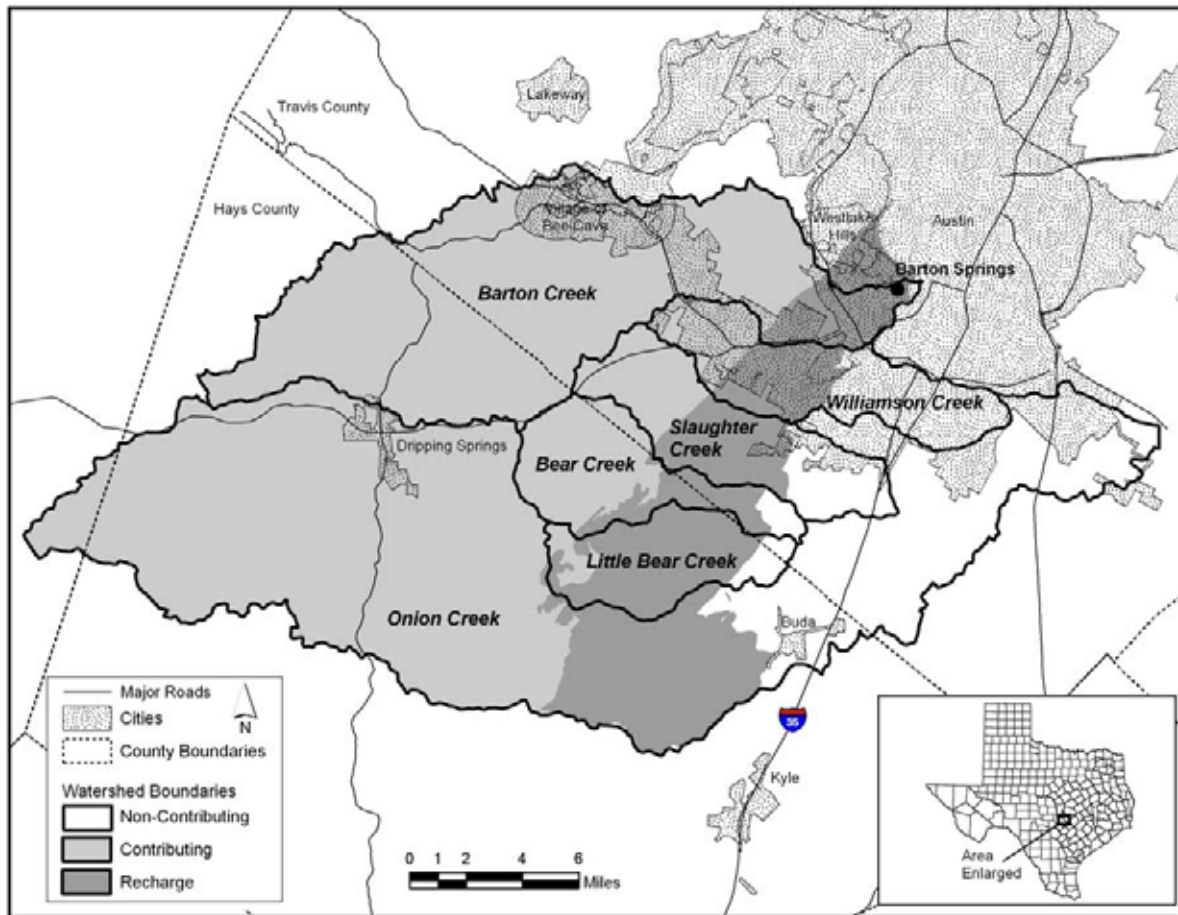 Lakeway
Travis County
Hays County
Village of
Bee Cave
Westlake
Hills
Austin
Barton Springs
Barton Creek
Williamson Creek
Slaughter
Creek
Dripping Springs
Bear Creek
Little Bear Creek
Onion Creek
Buda
35
Kyle
Major Roads
Cities
N
County Boundaries
Watershed Boundaries
Non-Contributing
Contributing
Recharge
0 1 2 4 6
Miles
Area
Enlarged